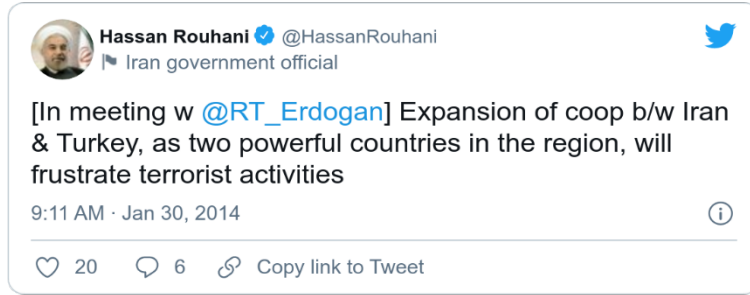 Hassan Rouhani @HassanRouhani
Iran government official
[In meeting w @RT_Erdogan] Expansion of coop b/w Iran
& Turkey, as two powerful countries in the region, will
frustrate terrorist activities
9:11 AM · Jan 30, 2014
20 6 Copy link to Tweet